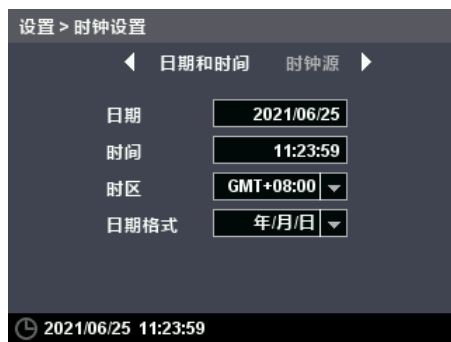 设置 > 时钟设置
日期和时间 时钟源
日期 2021/06/25
时间 11:23:59
时区 GMT+08:00
日期格式 年/月/日
2021/06/25 11:23:59